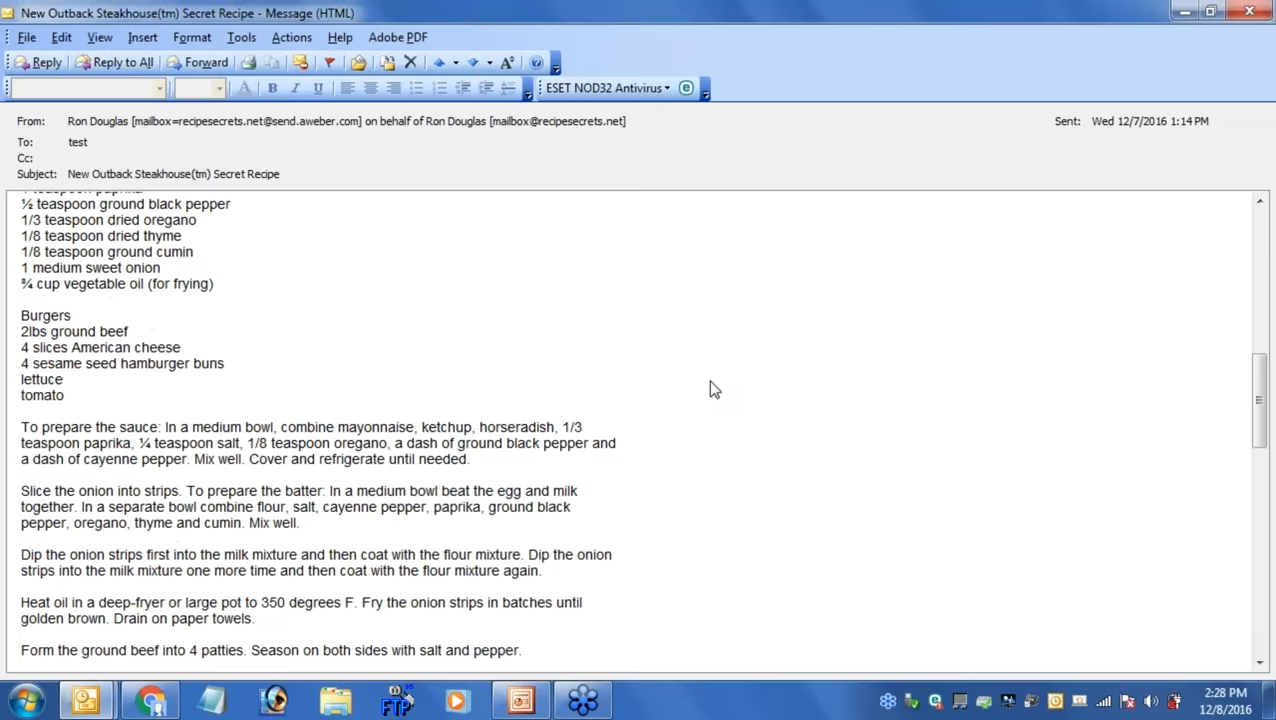 New Outback Steakhouse(tm) Secret Recipe - Message (HTML)
File Edit View Insert Format Tools Actions Help Adobe PDF
Reply Reply to All Forward
ESET NOD32 Antivirus
From: Ron Douglas [mailbox=recipesecrets.net@send.aweber.com] on behalf of Ron Douglas [mailbox@recipesecrets.net] Sent: Wed 12/7/2016 1:14 PM
To: test
Cc:
Subject: New Outback Steakhouse(tm) Secret Recipe
½ teaspoon ground black pepper
1/3 teaspoon dried oregano
1/8 teaspoon dried thyme
1/8 teaspoon ground cumin
1 medium sweet onion
¾ cup vegetable oil (for frying)
Burgers
2lbs ground beef
4 slices American cheese
4 sesame seed hamburger buns
lettuce
tomato
To prepare the sauce: In a medium bowl, combine mayonnaise, ketchup, horseradish, 1/3
teaspoon paprika, ¼ teaspoon salt, 1/8 teaspoon oregano, a dash of ground black pepper and
a dash of cayenne pepper. Mix well. Cover and refrigerate until needed.
Slice the onion into strips. To prepare the batter: In a medium bowl beat the egg and milk
together. In a separate bowl combine flour, salt, cayenne pepper, paprika, ground black
pepper, oregano, thyme and cumin. Mix well.
Dip the onion strips first into the milk mixture and then coat with the flour mixture. Dip the onion
strips into the milk mixture one more time and then coat with the flour mixture again.
Heat oil in a deep-fryer or large pot to 350 degrees F. Fry the onion strips in batches until
golden brown. Drain on paper towels.
Form the ground beef into 4 patties. Season on both sides with salt and pepper.
FTP
2:28 PM
12/8/2016